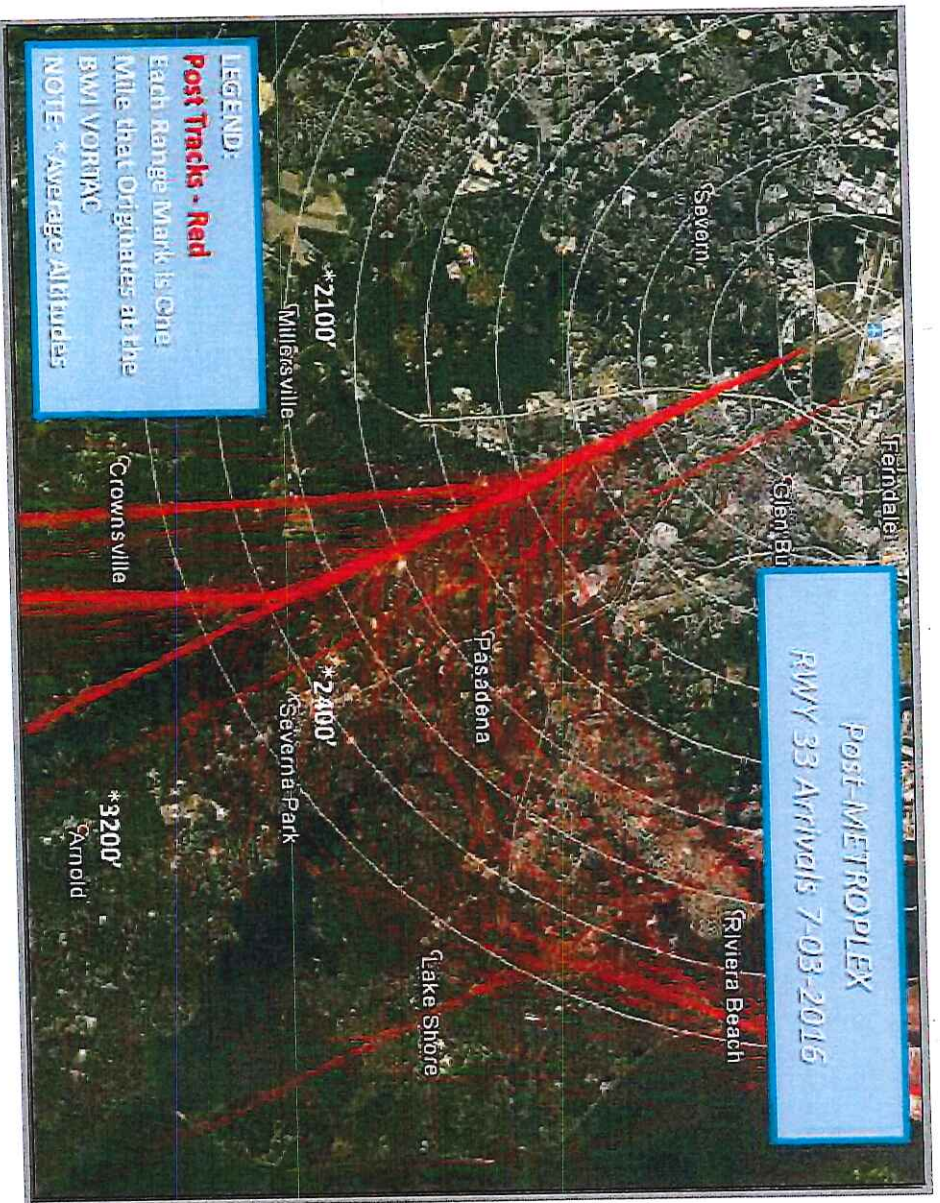 Post-METROPLEX
RWY 33 Arrivals 7-03-2016
Ferndale
Severn
Glen Bu
Riviera Beach
*2100'
Millersville
Pasadena
Lake Shore
*2400'
Severna Park
Crownsville
*3200'
Arnold
LEGEND:
Post Tracks - Red
Each Range Mark is One
Mile that Originates at the
BWI VORTAC
NOTE: *Average Altitudes